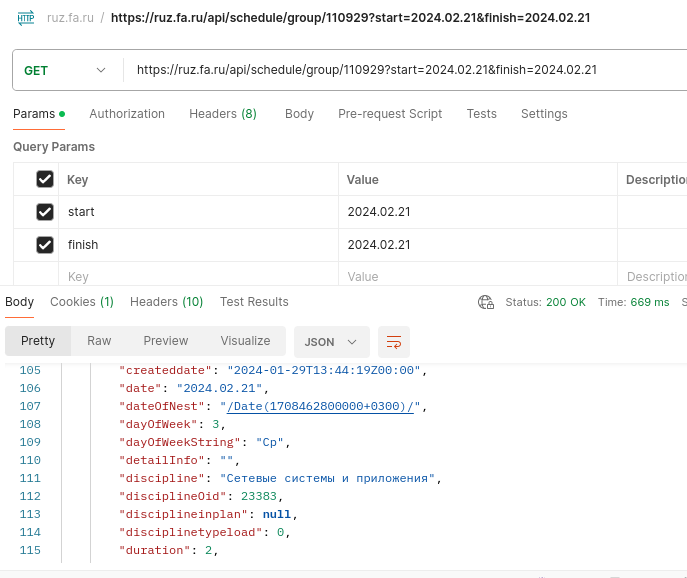 HTTP ruz.fa.ru / https://ruz.fa.ru/api/schedule/group/110929?start=2024.02.21&finish=2024.02.21
GET https://ruz.fa.ru/api/schedule/group/110929?start=2024.02.21&finish=2024.02.21
Params Authorization Headers (8) Body Pre-request Script Tests Settings
Query Params
Key Value Descriptio
start 2024.02.21
finish 2024.02.21
Key Value Description
Body Cookies (1) Headers (10) Test Results Status: 200 OK Time: 669 ms S
Pretty Raw Preview Visualize JSON
105 "createddate": "2024-01-29T13:44:19Z00:00",
106 "date": "2024.02.21",
107 "dateOfNest": "/Date(1708462800000+0300)/",
108 "dayOfWeek": 3,
109 "dayOfWeekString": "Ср",
110 "detailInfo": "",
111 "discipline": "Сетевые системы и приложения",
112 "disciplineOid": 23383,
113 "disciplineinplan": null,
114 "disciplinetypeload": 0,
115 "duration": 2,